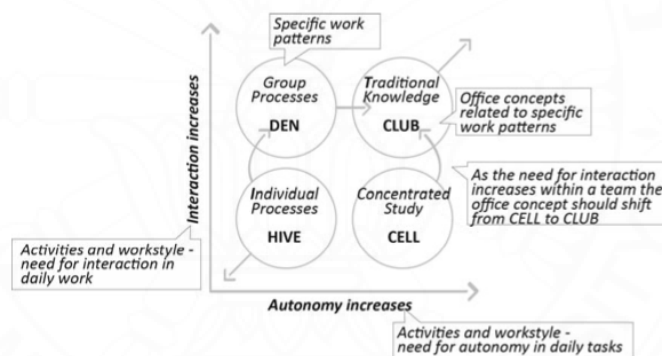 Specific work
patterns
Group
Processes
DEN
Traditional
Knowledge
CLUB
Office concepts
related to specific
work patterns
Interaction increases
Individual
Processes
HIVE
Concentrated
Study
CELL
As the need for interaction
increases within a team the
office concept should shift
from CELL to CLUB
Activities and workstyle -
need for interaction in
daily work
Autonomy increases
Activities and workstyle -
need for autonomy in daily tasks